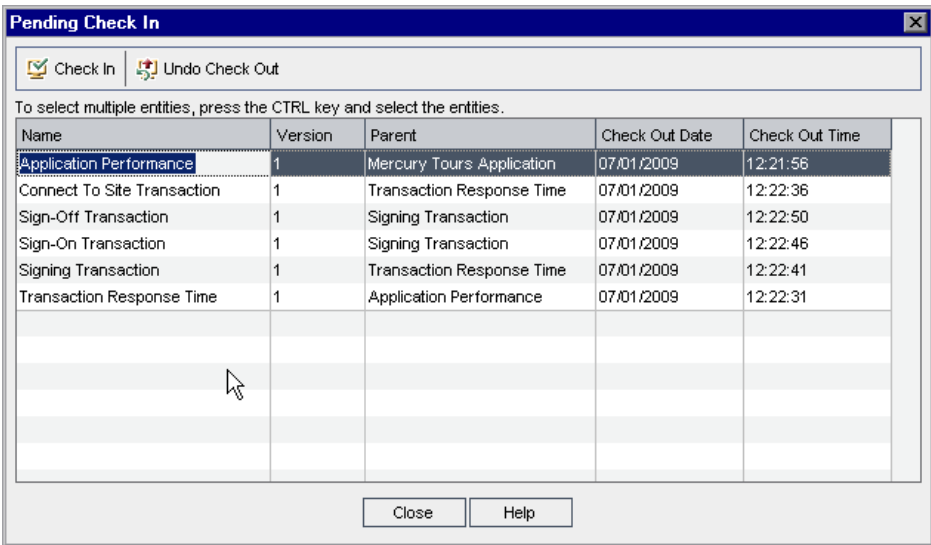 Pending Check In
Check In Undo Check Out
To select multiple entities, press the CTRL key and select the entities.
Name Version Parent Check Out Date Check Out Time
Application Performance 1 Mercury Tours Application 07/01/2009 12:21:56
Connect To Site Transaction 1 Transaction Response Time 07/01/2009 12:22:36
Sign-Off Transaction 1 Signing Transaction 07/01/2009 12:22:50
Sign-On Transaction 1 Signing Transaction 07/01/2009 12:22:46
Signing Transaction 1 Transaction Response Time 07/01/2009 12:22:41
Transaction Response Time 1 Application Performance 07/01/2009 12:22:31
Close Help